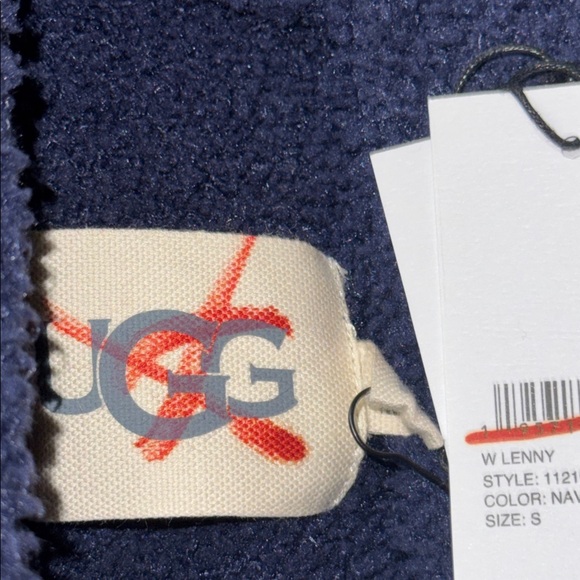 UGG
W LENNY
STYLE: 1121
COLOR: NAV
SIZE: S